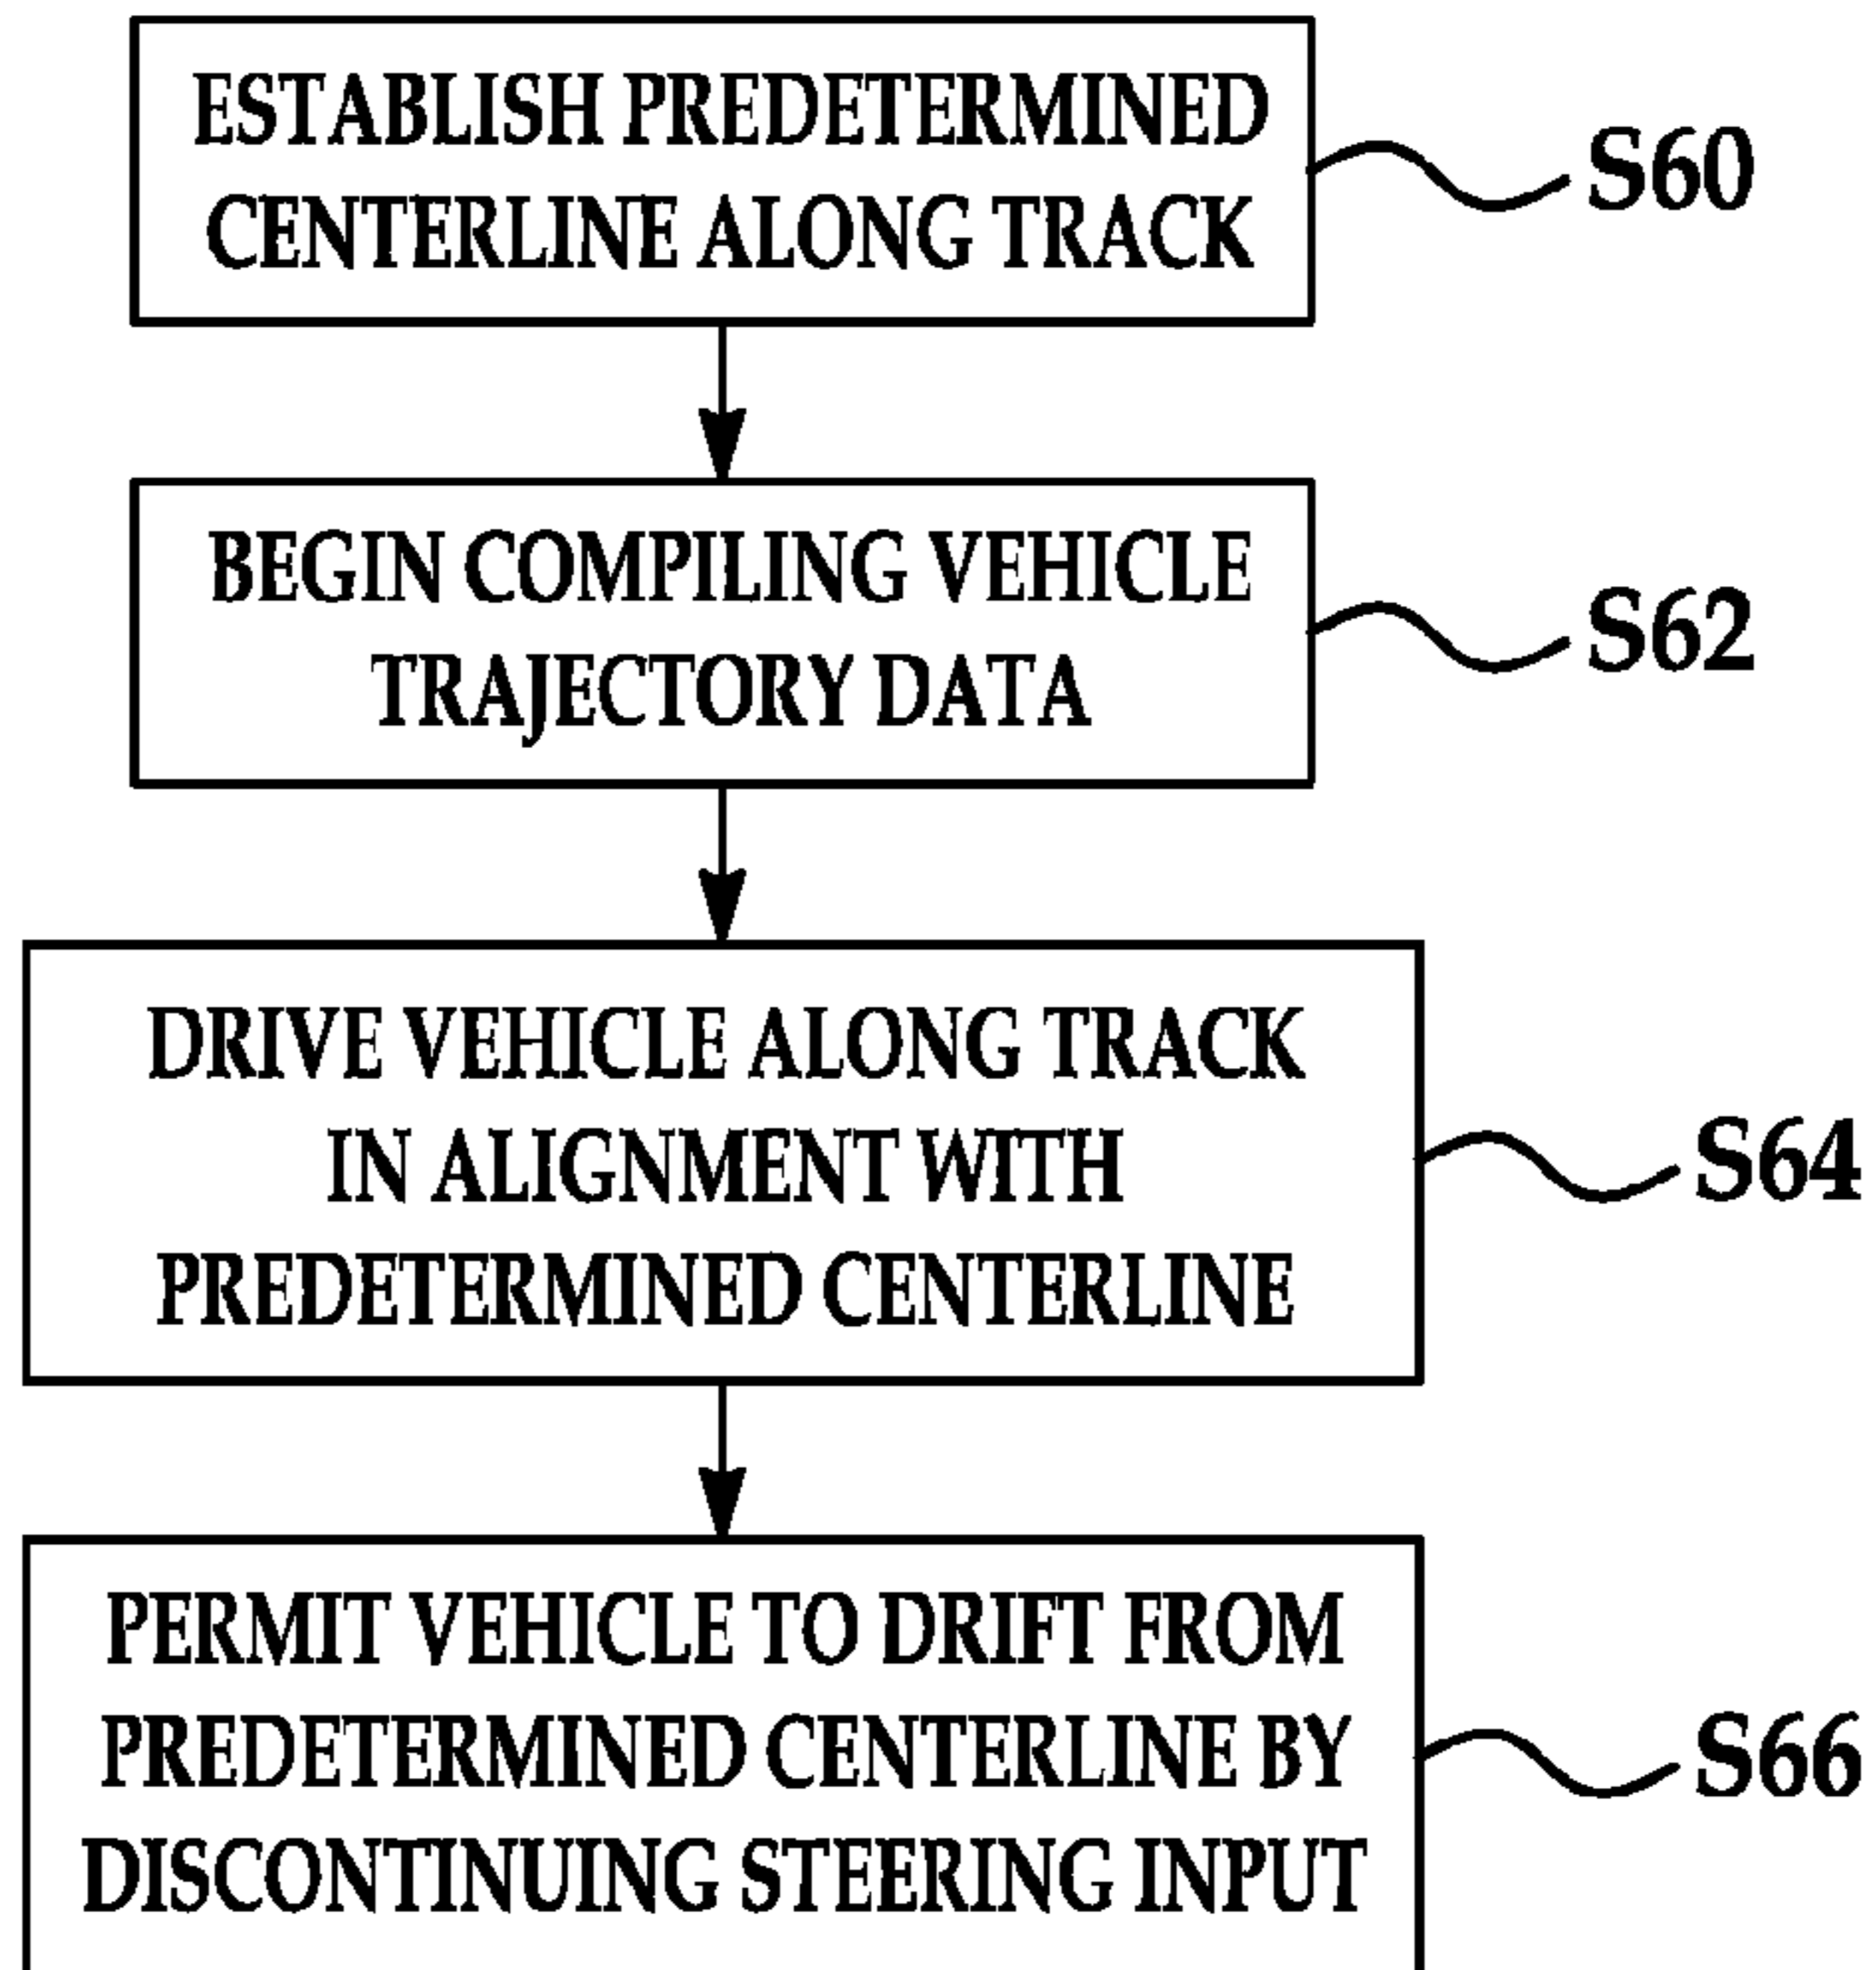 ESTABLISH PREDETERMINED
CENTERLINE ALONG TRACK
S60
BEGIN COMPILING VEHICLE
TRAJECTORY DATA
S62
DRIVE VEHICLE ALONG TRACK
IN ALIGNMENT WITH
PREDETERMINED CENTERLINE
S64
PERMIT VEHICLE TO DRIFT FROM
PREDETERMINED CENTERLINE BY
DISCONTINUING STEERING INPUT
S66